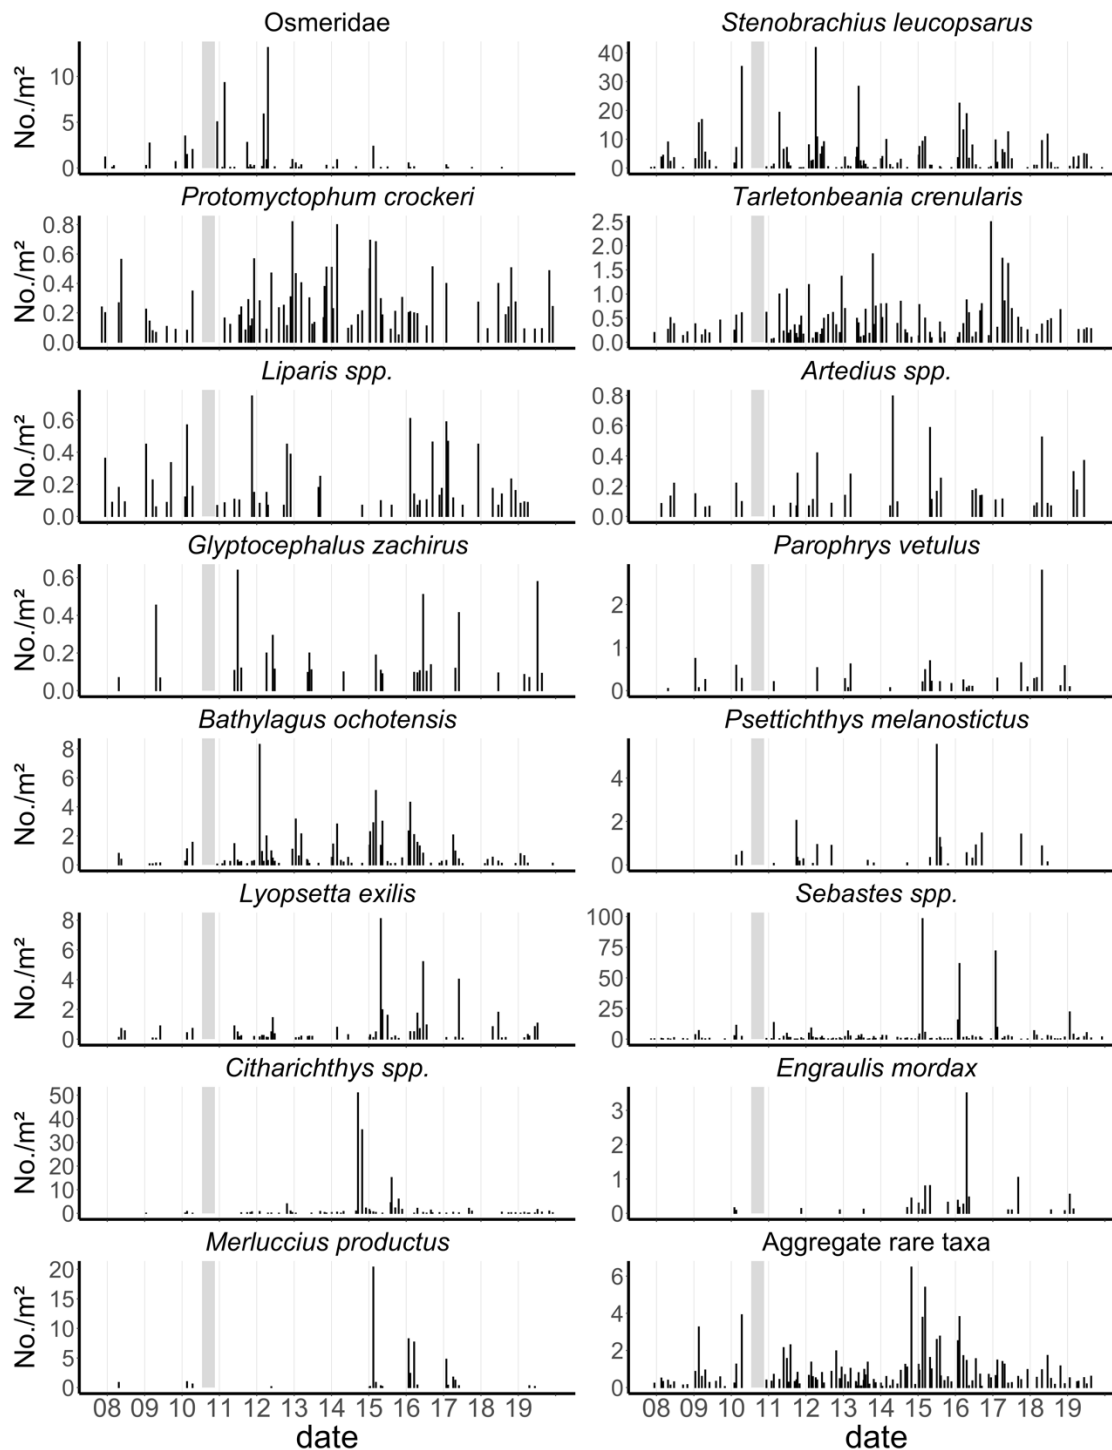 Osmeridae
Stenobrachius leucopsarus
No./m²
10
5
0
40
30
20
10
0
Protomyctophum crockeri
Tarletonbeania crenularis
No./m²
0.8
0.6
0.4
0.2
0.0
2.5
2.0
1.5
1.0
0.5
0.0
Liparis spp.
Artedius spp.
No./m²
0.6
0.4
0.2
0.0
0.8
0.6
0.4
0.2
0.0
Glyptocephalus zachirus
Parophrys vetulus
No./m²
0.6
0.4
0.2
0.0
2
1
0
Bathylagus ochotensis
Psettichthys melanostictus
No./m²
8
6
4
2
0
4
2
0
Lyopsetta exilis
Sebastes spp.
No./m²
8
6
4
2
0
100
75
50
25
0
Citharichthys spp.
Engraulis mordax
No./m²
50
40
30
20
10
0
3
2
1
0
Merluccius productus
Aggregate rare taxa
No./m²
20
15
10
5
0
6
4
2
0
08 09 10 11 12 13 14 15 16 17 18 19
08 09 10 11 12 13 14 15 16 17 18 19
date
date